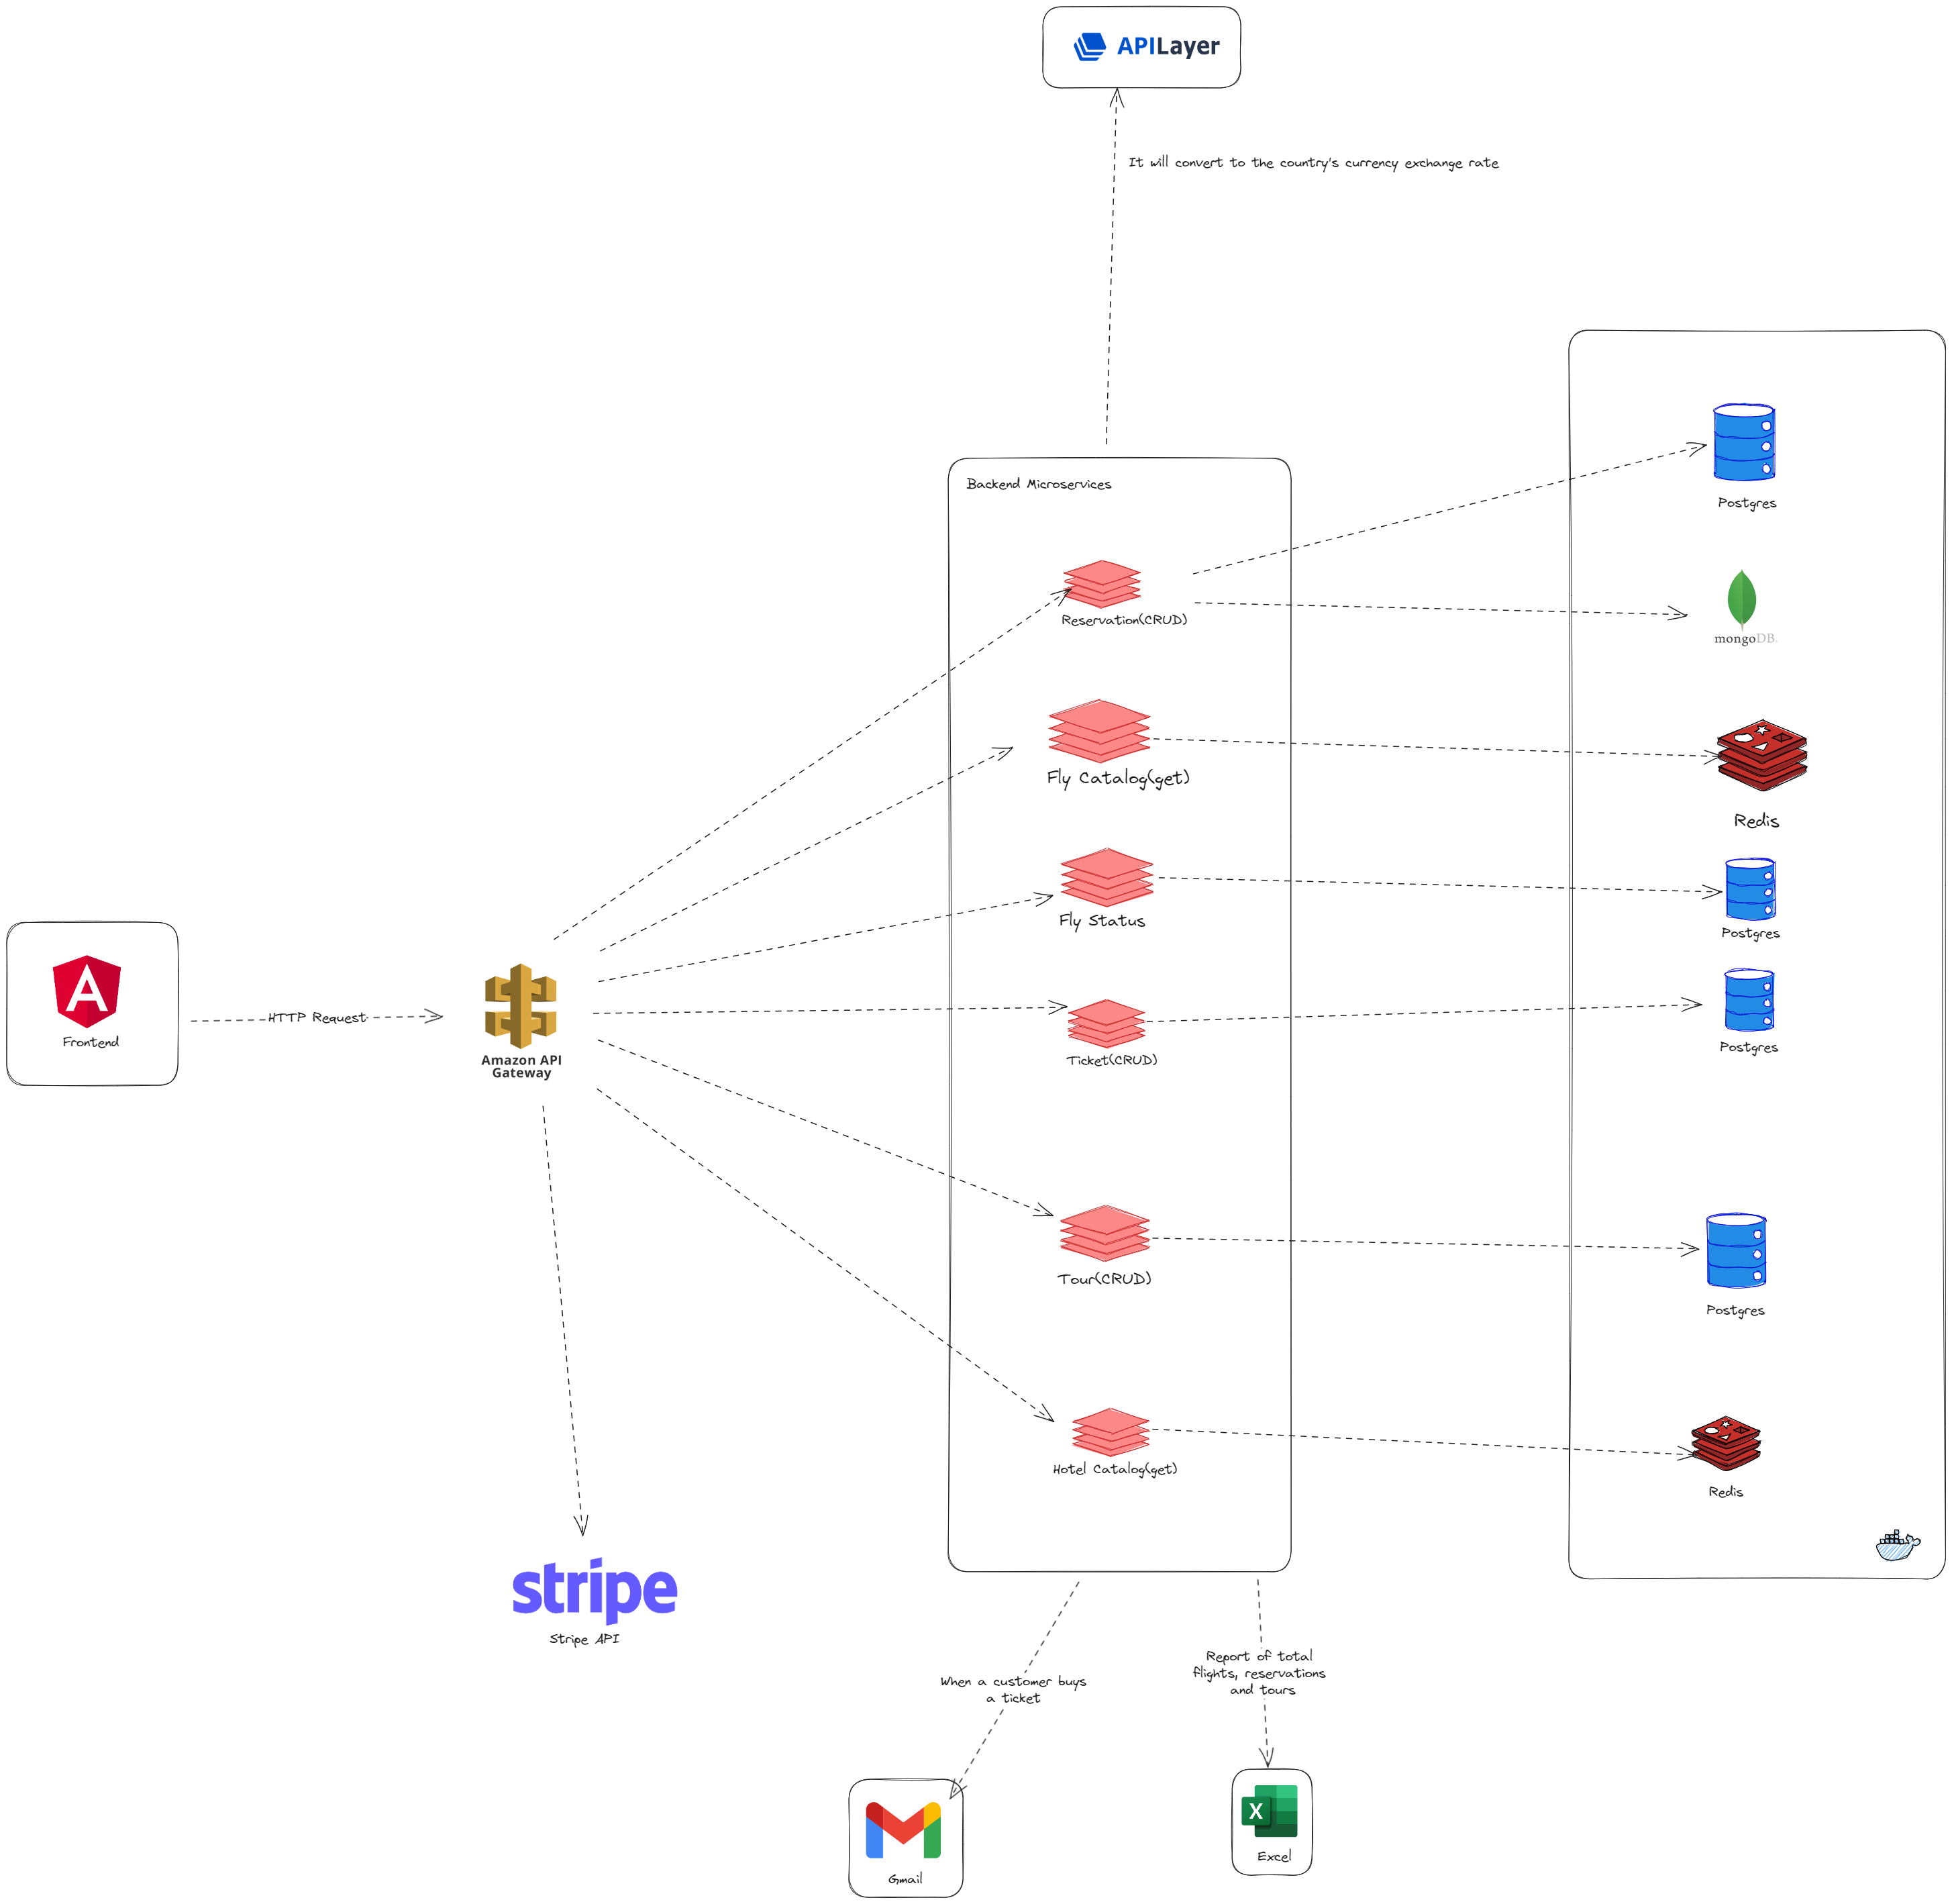 APILayer
It will convert to the country's currency exchange rate
Backend Microservices
Postgres
Reservation(CRUD)
mongoDB.
Fly Catalog(get)
Redis
Fly Status
Postgres
Frontend
HTTP Request
Amazon API
Gateway
Ticket(CRUD)
Postgres
Tour(CRUD)
Postgres
Hotel Catalog(get)
Redis
stripe
Stripe API
When a customer buys
a ticket
Report of total
flights, reservations
and tours
Gmail
X
Excel